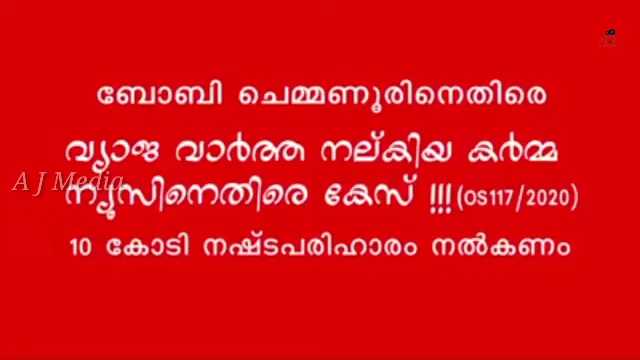 ബോബി ചെമ്മണൂരിനെതിരെ
വ്യാജ വാർത്ത നല്കിയ കർമ്മ
ന്യൂസിനെതിരെ കേസ് !!! (OS117/2020)
10 കോടി നഷ്ടപരിഹാരം നൽകണം
A J Media